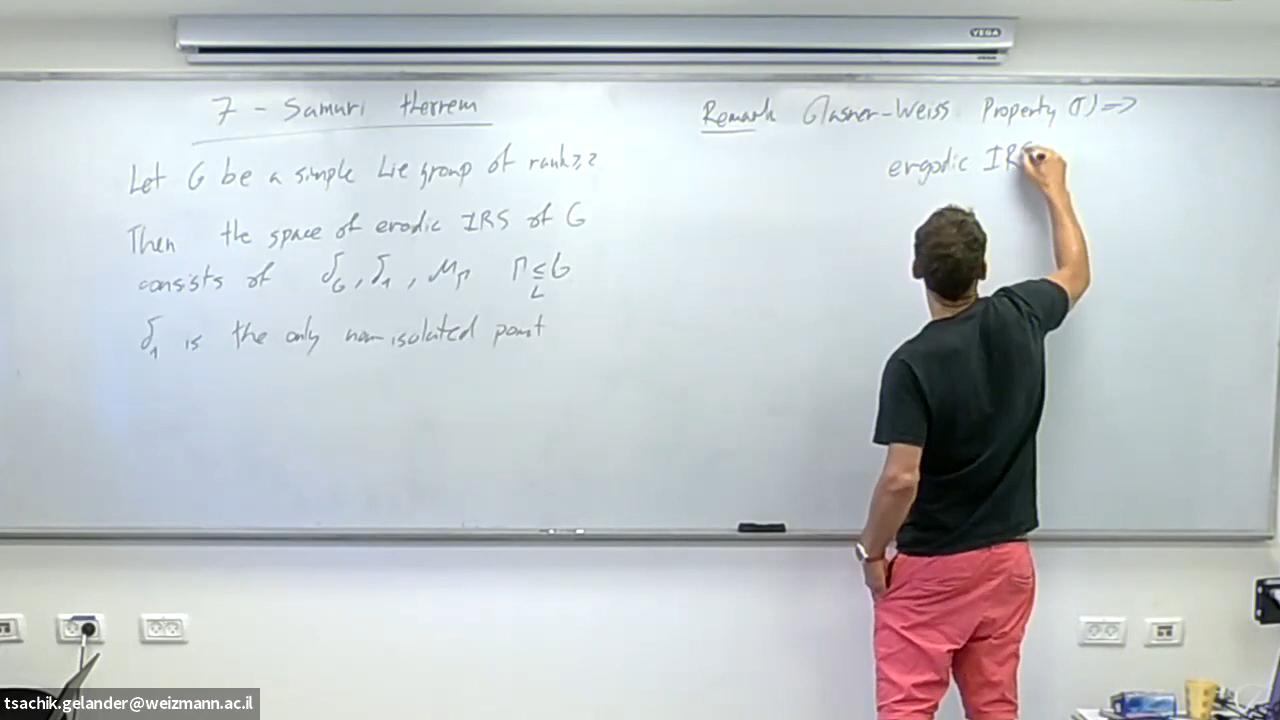 7 - Samuri therrem
Let G be a simple Lie group of rank ≥ 2
Then the space of erodic IRS of G
consists of δ_G, δ_1, μ_Γ Γ ≤_L G
δ_1 is the only non isolated point
Remark Glasner-Weiss Property (T) =>
ergodic IRS
VEGA
tsachik.gelander@weizmann.ac.il